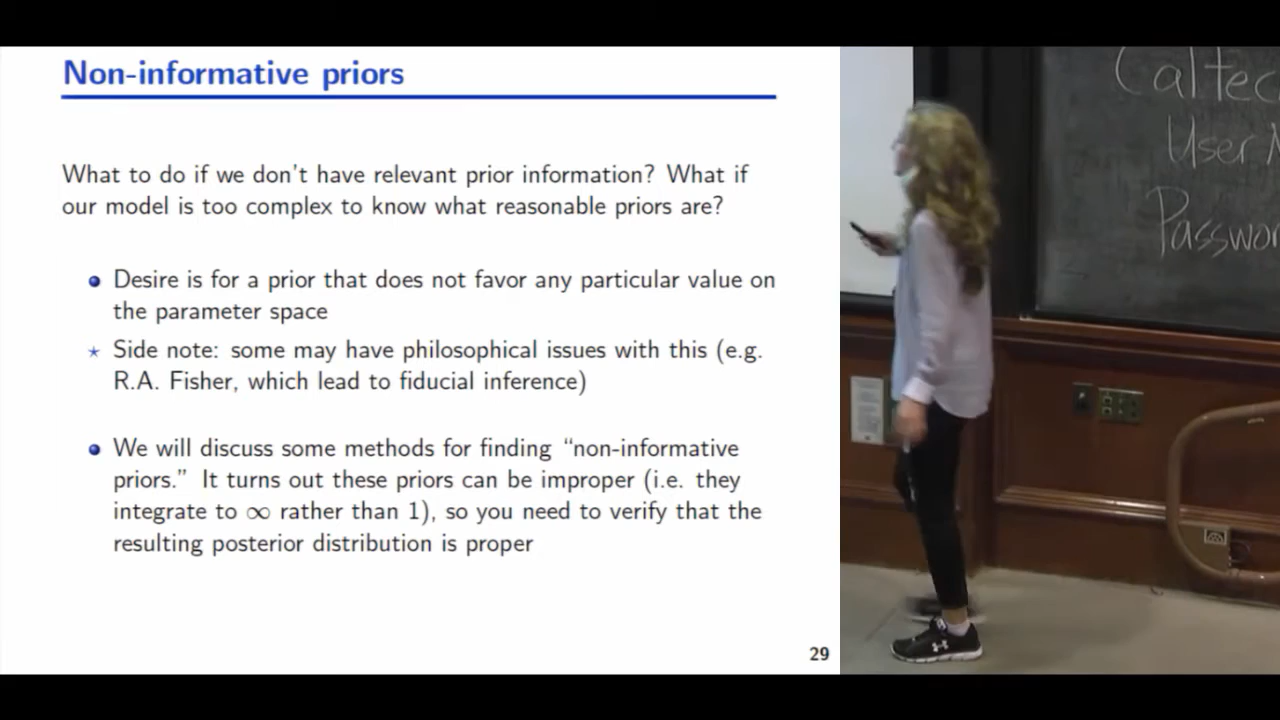 Non-informative priors
What to do if we don't have relevant prior information? What if
our model is too complex to know what reasonable priors are?
Desire is for a prior that does not favor any particular value on
the parameter space
Side note: some may have philosophical issues with this (e.g.
R.A. Fisher, which lead to fiducial inference)
We will discuss some methods for finding “non-informative
priors.” It turns out these priors can be improper (i.e. they
integrate to ∞ rather than 1), so you need to verify that the
resulting posterior distribution is proper
29
Caltec
User N
Passwor